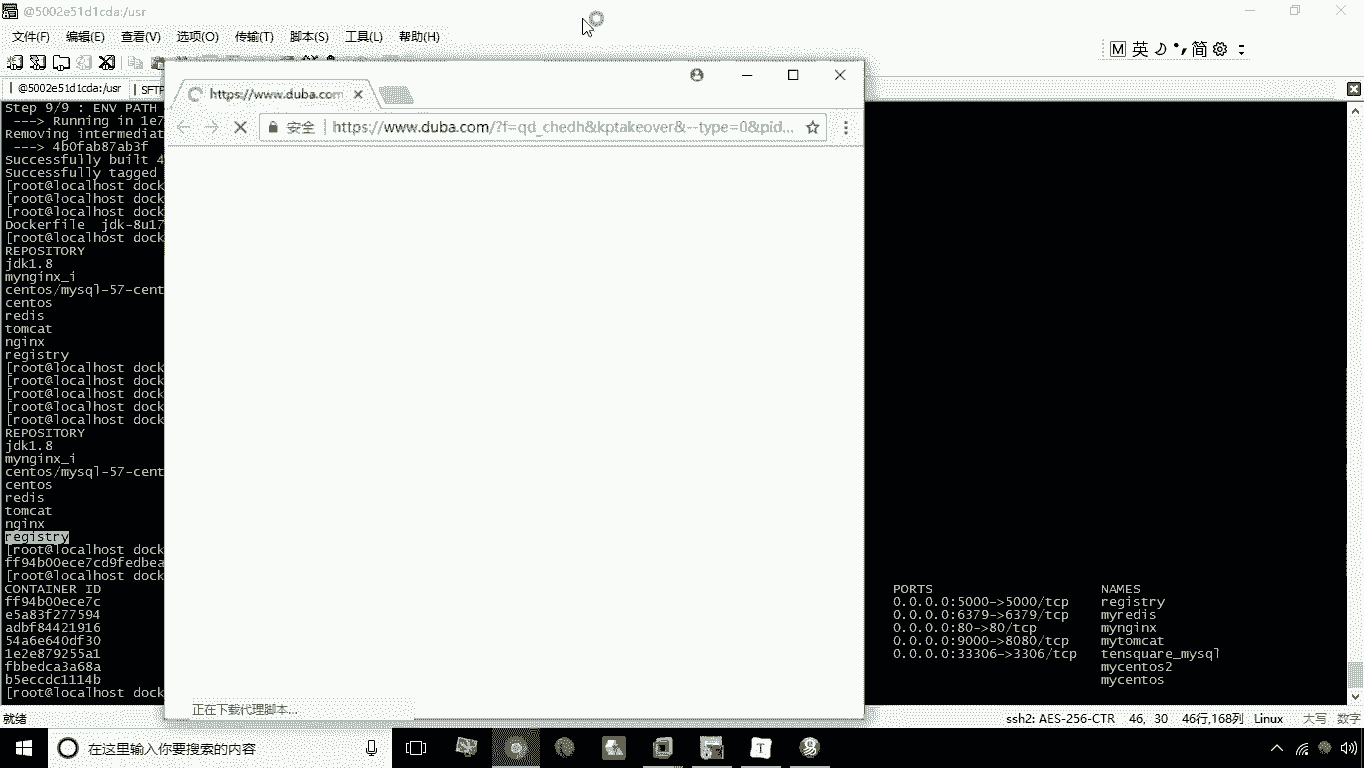 @5002e51d1cda:/usr
文件(F) 编辑(E) 查看(V) 选项(O) 传输(T) 脚本(S) 工具(L) 帮助(H)
M 英 简
@5002e51d1cda:/usr SFTP
https://www.duba.com
安全 https://www.duba.com/?f=qd_chedh&kptakeover&--type=0&pid...
Step 9/9 : ENV PATH
---> Running in 1e7
Removing intermediat
---> 4b0fab87ab3f
Successfully built 4
Successfully tagged
[root@localhost dock
[root@localhost dock
[root@localhost dock
Dockerfile jdk-8u17
[root@localhost dock
REPOSITORY
jdk1.8
mynginx_i
centos/mysql-57-cent
centos
redis
tomcat
nginx
registry
[root@localhost dock
[root@localhost dock
[root@localhost dock
[root@localhost dock
[root@localhost dock
REPOSITORY
jdk1.8
mynginx_i
centos/mysql-57-cent
centos
redis
tomcat
nginx
registry
[root@localhost dock
ff94b00ece7cd9fedbea
[root@localhost dock
CONTAINER ID PORTS NAMES
ff94b00ece7c 0.0.0.0:5000->5000/tcp registry
e5a83f277594 0.0.0.0:6379->6379/tcp myredis
adbf84421916 0.0.0.0:80->80/tcp mynginx
54a6e640df30 0.0.0.0:9000->8080/tcp mytomcat
1e2e879255a1 0.0.0.0:33306->3306/tcp tensquare_mysql
fbbedca3a68a mycentos2
b5eccdc1114b mycentos
[root@localhost dock
正在下载代理脚本...
就绪 ssh2: AES-256-CTR 46, 30 46行,168列 Linux 大写 数字
在这里输入你要搜索的内容
T